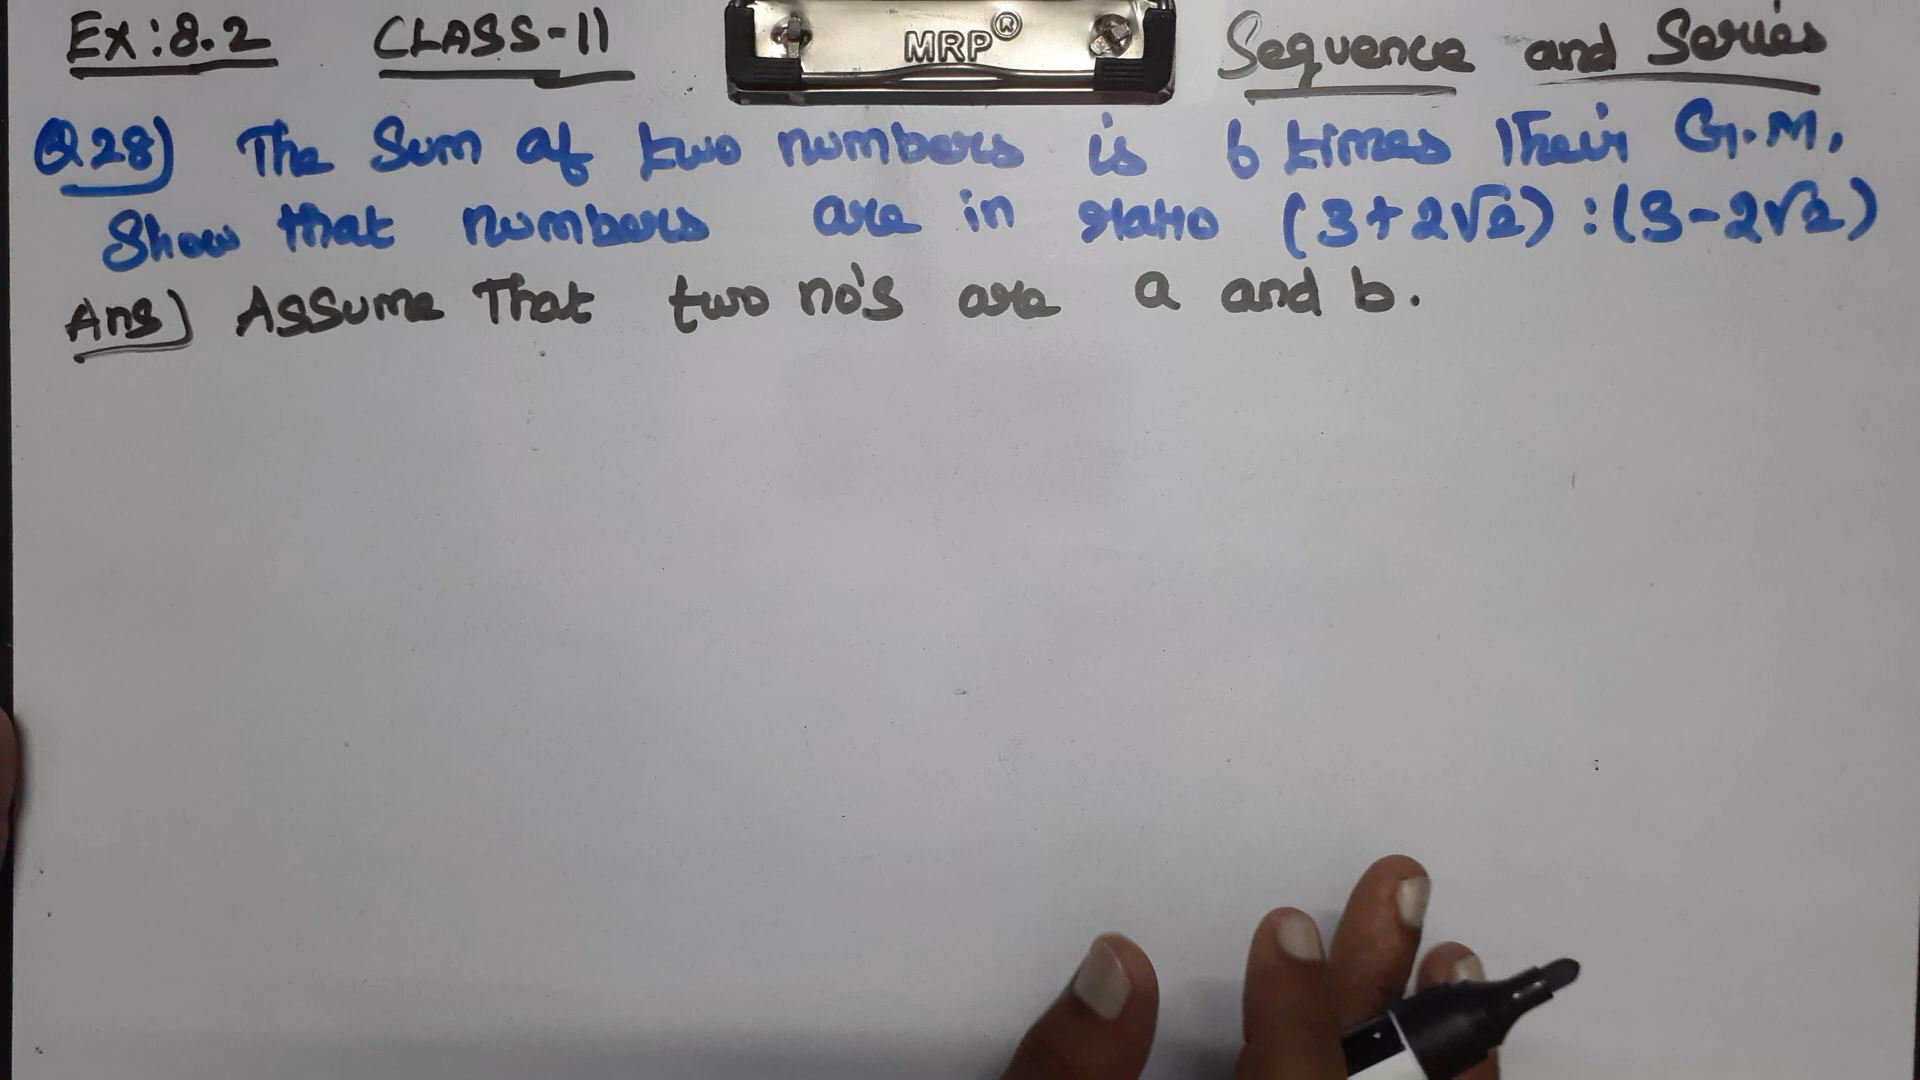 Ex:8.2 CLASS-11 MRP® Sequence and Series
Q28) The Sum of two numbers is 6 times their G.M.
Show that numbers are in ratio (3+2√2):(3-2√2)
Ans) Assume That two no's are a and b.